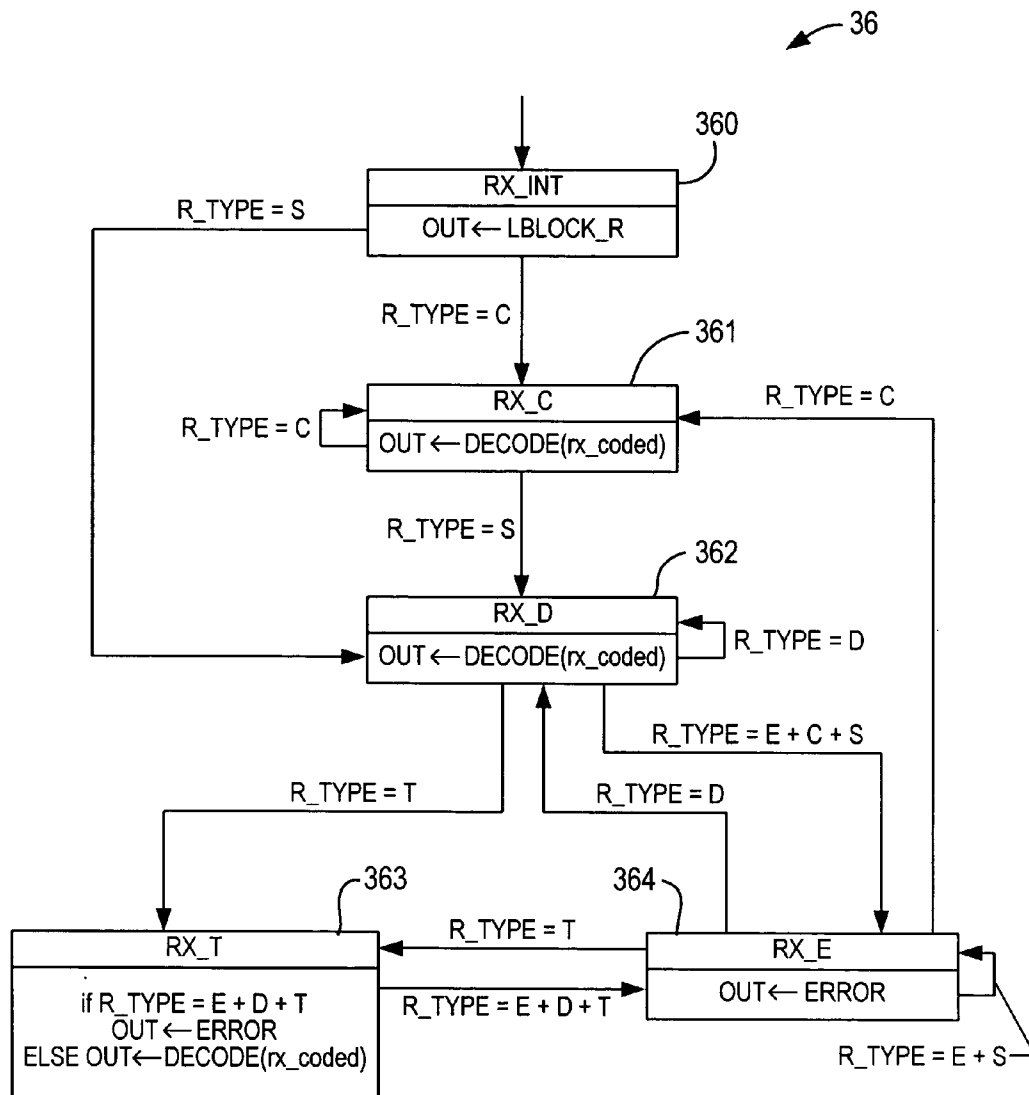 36
360
RX_INT
R_TYPE = S
OUT ← LBLOCK_R
R_TYPE = C
361
RX_C
R_TYPE = C
R_TYPE = C
OUT ← DECODE(rx_coded)
R_TYPE = S
362
RX_D
R_TYPE = D
OUT ← DECODE(rx_coded)
R_TYPE = E + C + S
R_TYPE = T
R_TYPE = D
363
364
RX_T
R_TYPE = T
RX_E
if R_TYPE = E + D + T
OUT ← ERROR
ELSE OUT ← DECODE(rx_coded)
R_TYPE = E + D + T
OUT ← ERROR
R_TYPE = E + S